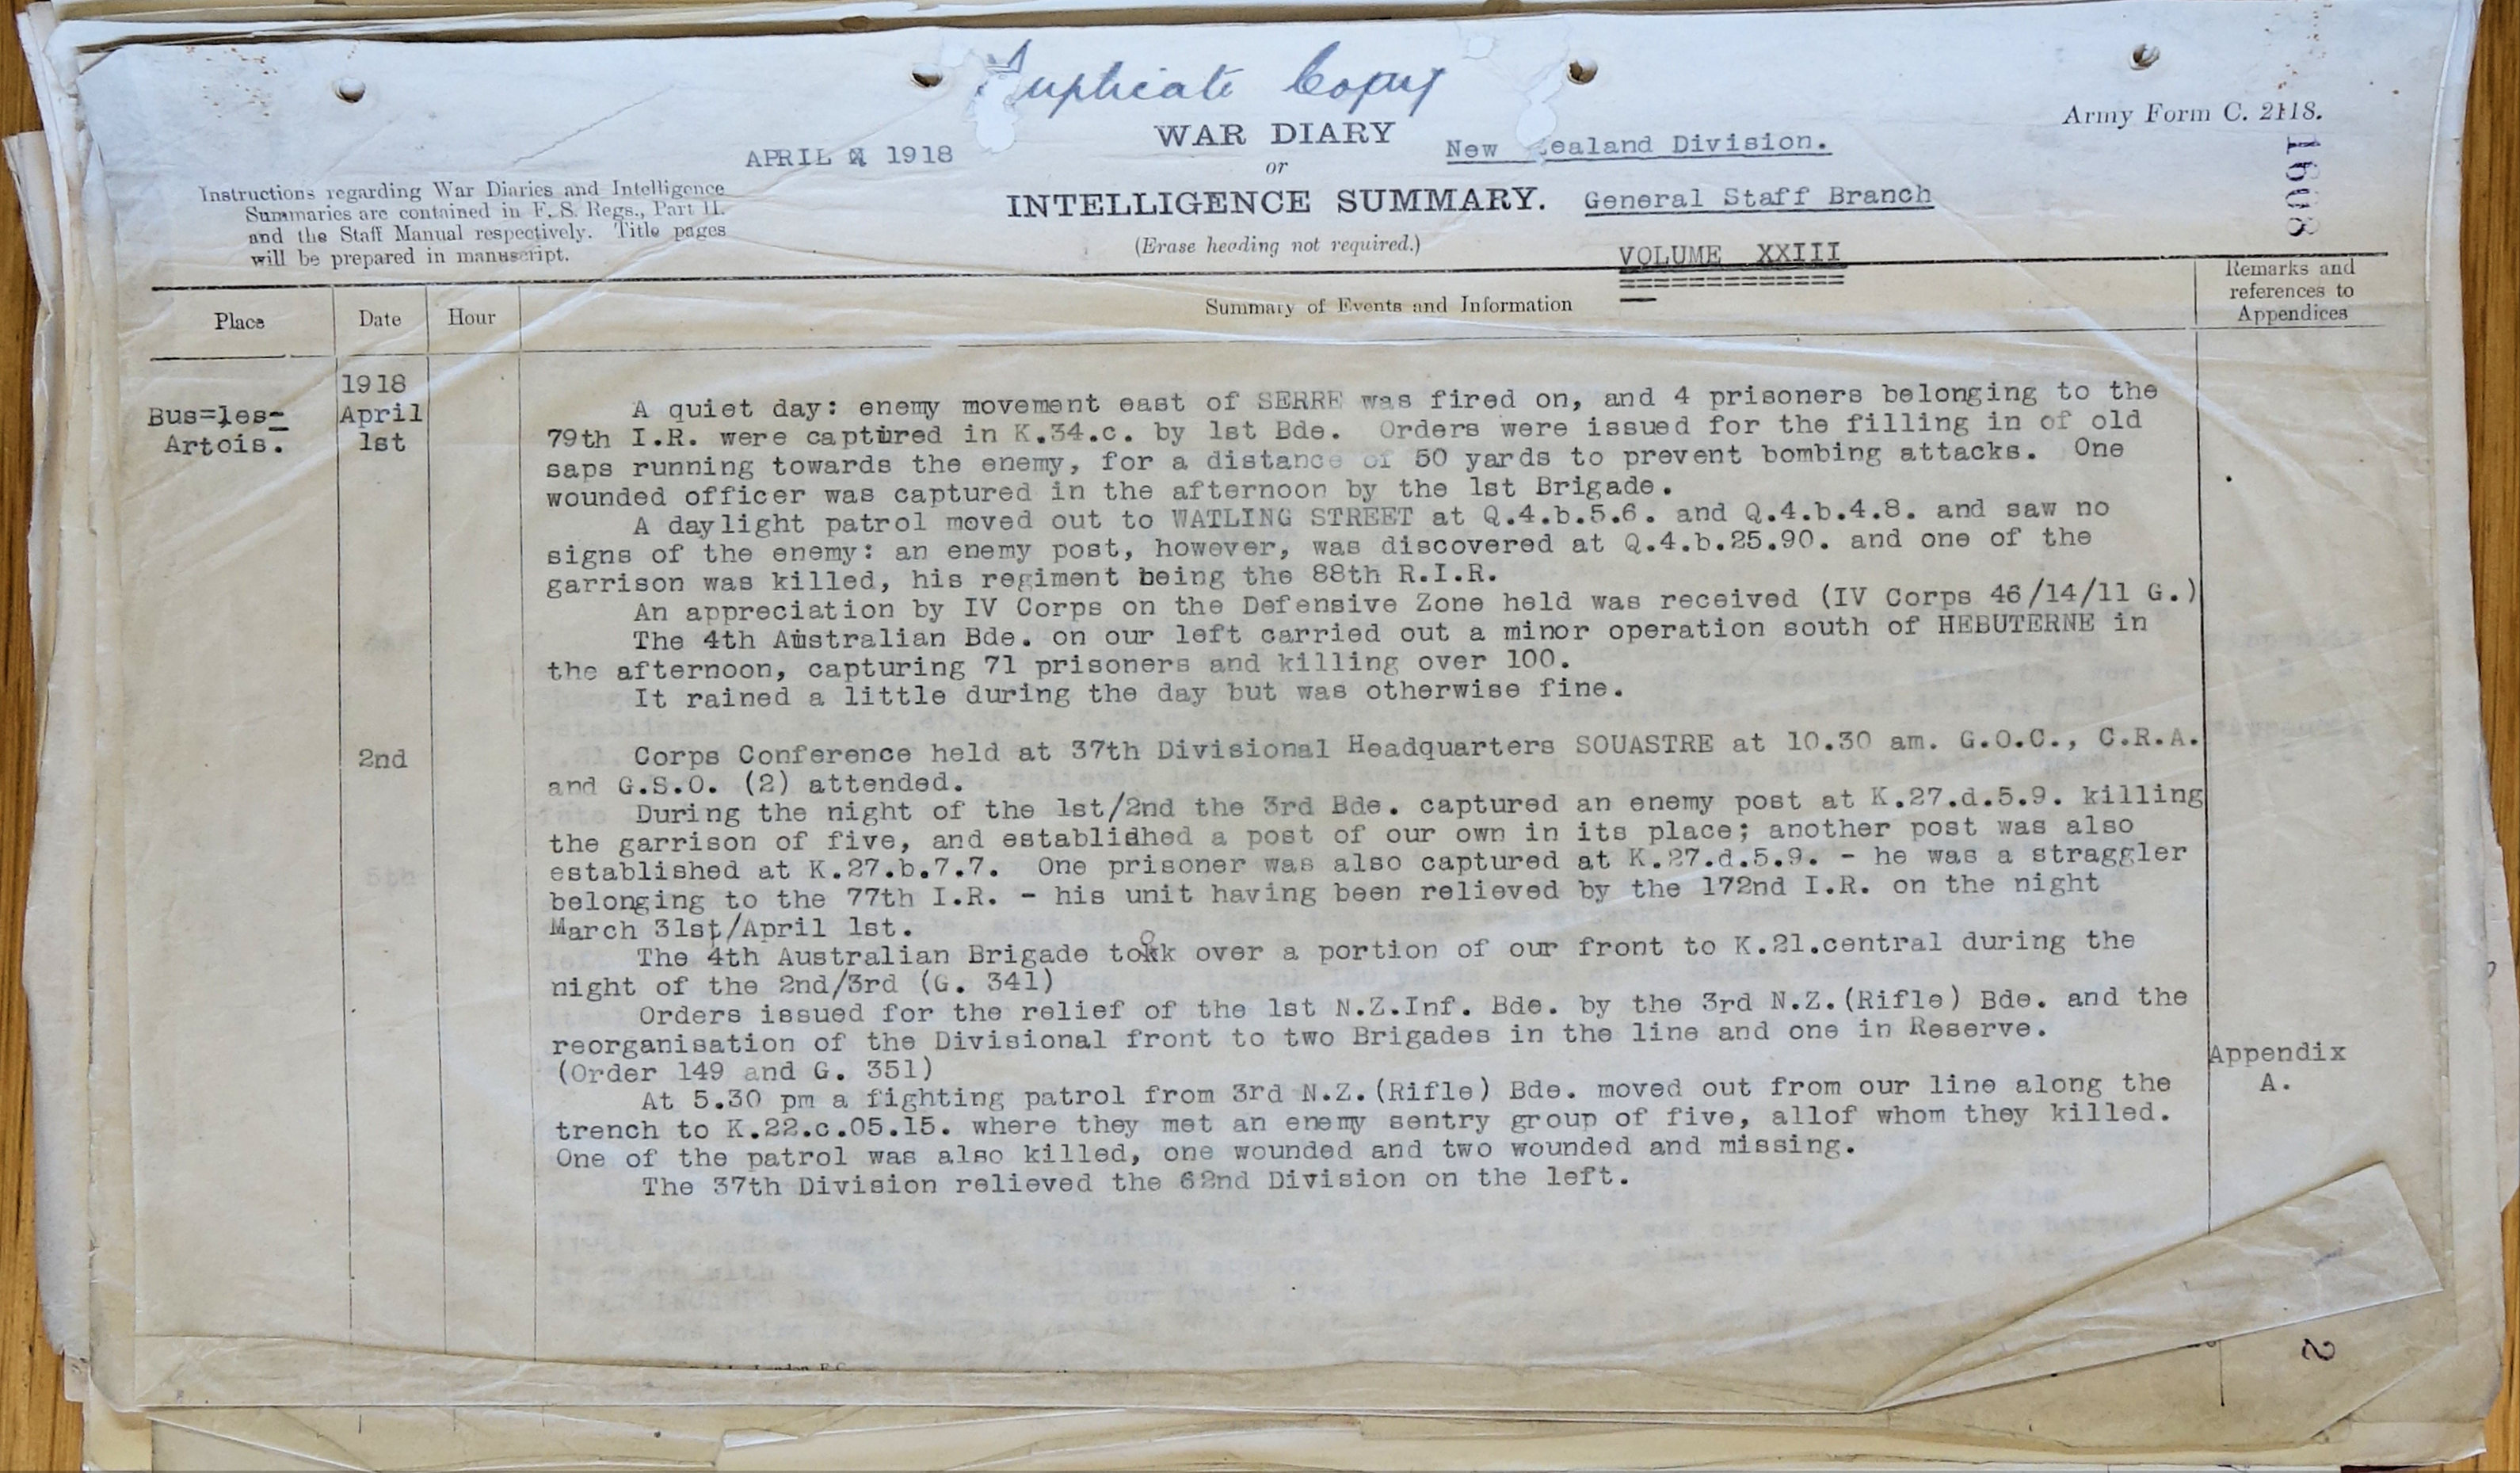 Duplicate Copy
Army Form C. 2118.
1608
APRIL 1918
WAR DIARY
or
INTELLIGENCE SUMMARY.
(Erase heading not required.)
New Zealand Division.
General Staff Branch
VOLUME XXIII
Instructions regarding War Diaries and Intelligence
Summaries are contained in F. S. Regs., Part II.
and the Staff Manual respectively. Title pages
will be prepared in manuscript.
Place
Date
Hour
Summary of Events and Information
Remarks and
references to
Appendices
Bus=les=
Artois.
1918
April
1st
A quiet day: enemy movement east of SERRE was fired on, and 4 prisoners belonging to the
79th I.R. were captured in K.34.c. by 1st Bde. Orders were issued for the filling in of old
saps running towards the enemy, for a distance of 50 yards to prevent bombing attacks. One
wounded officer was captured in the afternoon by the 1st Brigade.
A daylight patrol moved out to WATLING STREET at Q.4.b.5.6. and Q.4.b.4.8. and saw no
signs of the enemy: an enemy post, however, was discovered at Q.4.b.25.90. and one of the
garrison was killed, his regiment being the 88th R.I.R.
An appreciation by IV Corps on the Defensive Zone held was received (IV Corps 46/14/11 G.)
The 4th Australian Bde. on our left carried out a minor operation south of HEBUTERNE in
the afternoon, capturing 71 prisoners and killing over 100.
It rained a little during the day but was otherwise fine.
2nd
Corps Conference held at 37th Divisional Headquarters SOUASTRE at 10.30 am. G.O.C., C.R.A.
and G.S.O. (2) attended.
During the night of the 1st/2nd the 3rd Bde. captured an enemy post at K.27.d.5.9. killing
the garrison of five, and established a post of our own in its place; another post was also
established at K.27.b.7.7. One prisoner was also captured at K.27.d.5.9. - he was a straggler
belonging to the 77th I.R. - his unit having been relieved by the 172nd I.R. on the night
March 31st/April 1st.
The 4th Australian Brigade took over a portion of our front to K.21.central during the
night of the 2nd/3rd (G. 341)
Orders issued for the relief of the 1st N.Z.Inf. Bde. by the 3rd N.Z.(Rifle) Bde. and the
reorganisation of the Divisional front to two Brigades in the line and one in Reserve.
(Order 149 and G. 351)
Appendix
A.
At 5.30 pm a fighting patrol from 3rd N.Z.(Rifle) Bde. moved out from our line along the
trench to K.22.c.05.15. where they met an enemy sentry group of five, allof whom they killed.
One of the patrol was also killed, one wounded and two wounded and missing.
The 37th Division relieved the 62nd Division on the left.
2